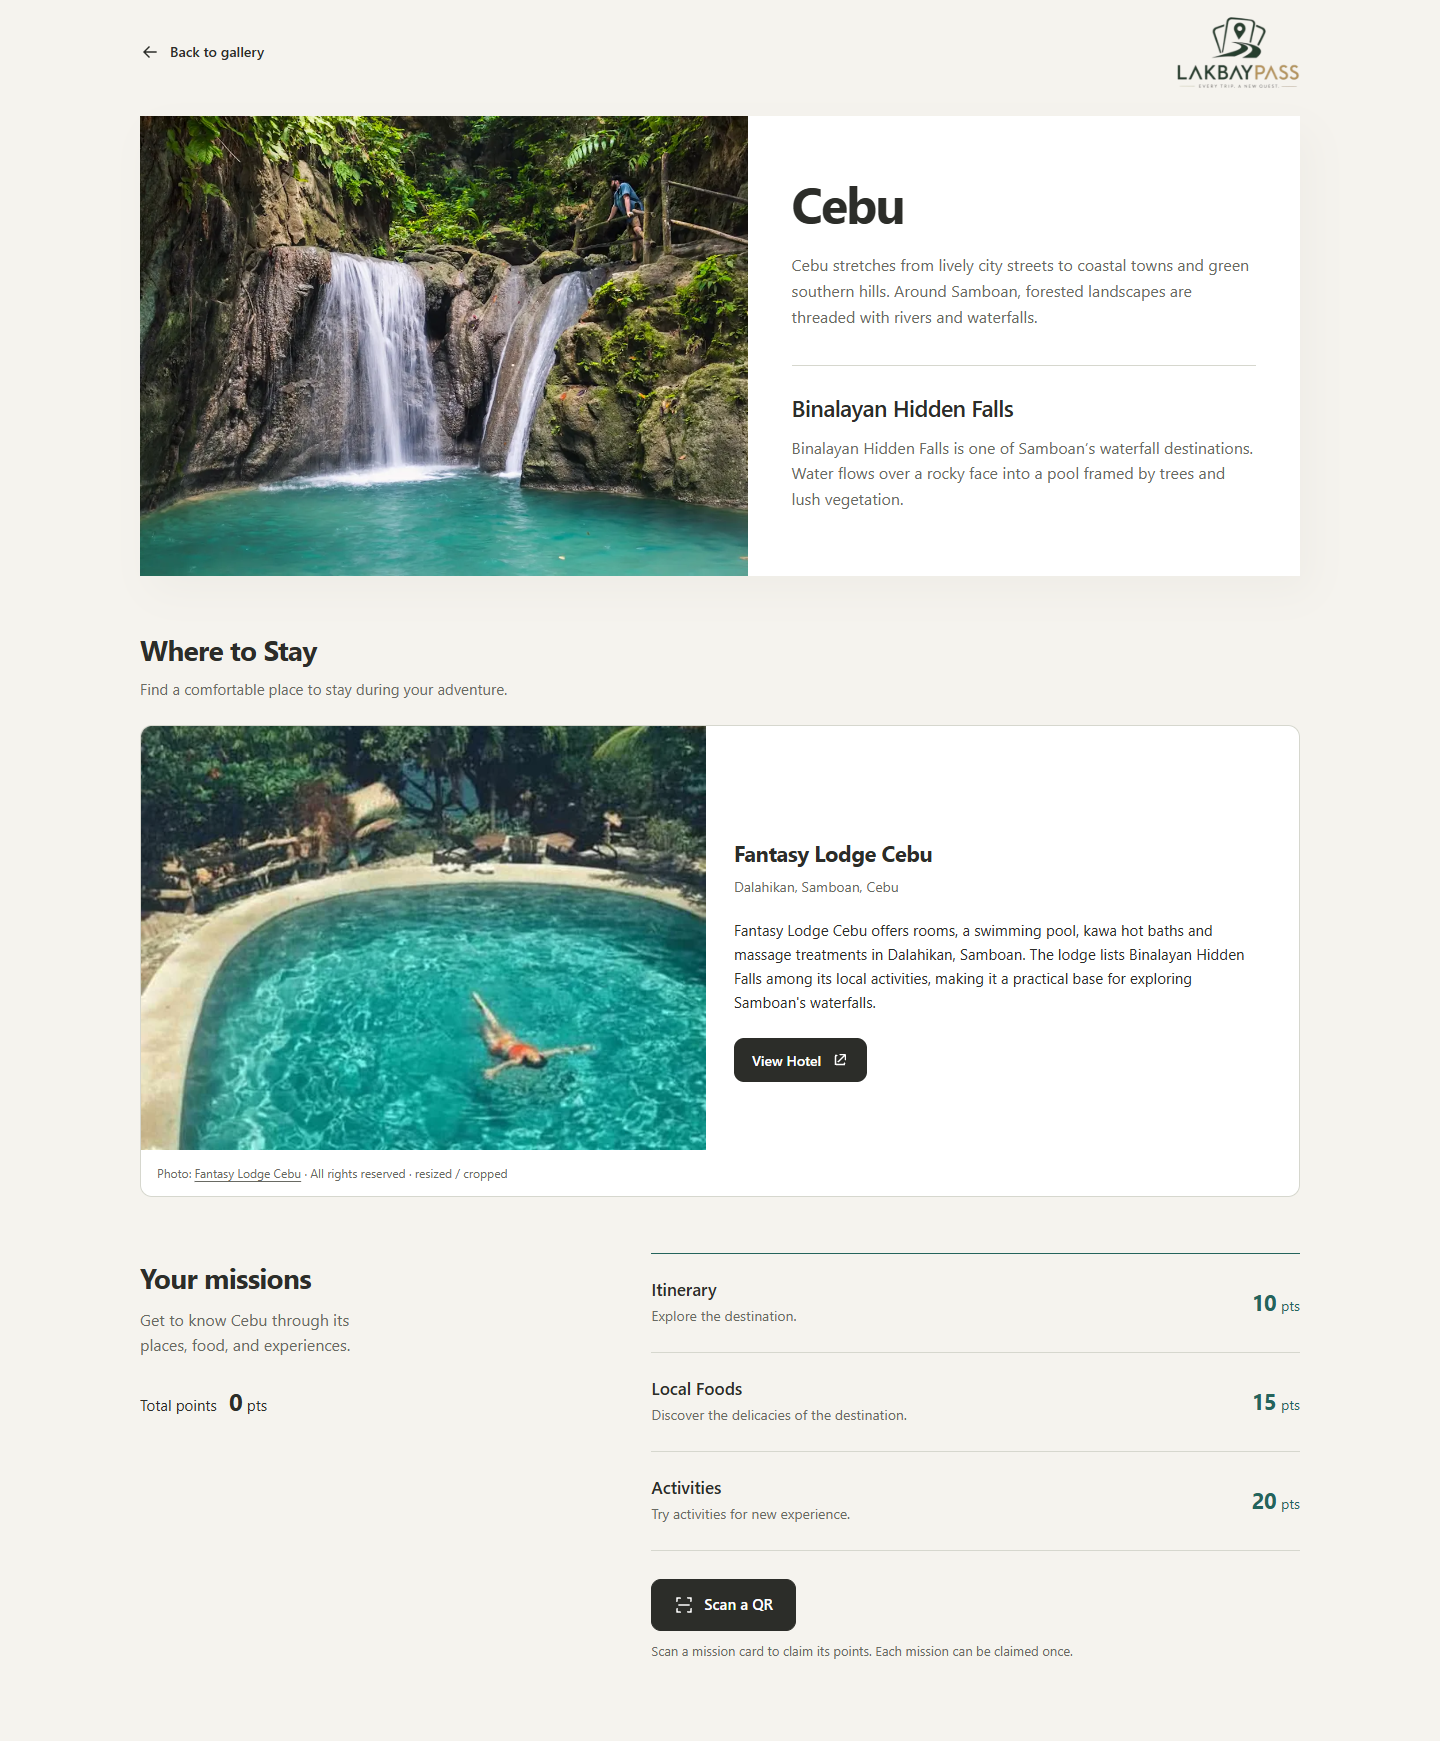 Back to gallery
LAKBAYPASS
EVERY TRIP. A NEW QUEST.
Cebu
Cebu stretches from lively city streets to coastal towns and green
southern hills. Around Samboan, forested landscapes are
threaded with rivers and waterfalls.
Binalayan Hidden Falls
Binalayan Hidden Falls is one of Samboan's waterfall destinations.
Water flows over a rocky face into a pool framed by trees and
lush vegetation.
Where to Stay
Find a comfortable place to stay during your adventure.
Fantasy Lodge Cebu
Dalahikan, Samboan, Cebu
Fantasy Lodge Cebu offers rooms, a swimming pool, kawa hot baths and
massage treatments in Dalahikan, Samboan. The lodge lists Binalayan Hidden
Falls among its local activities, making it a practical base for exploring
Samboan's waterfalls.
View Hotel
Photo: Fantasy Lodge Cebu · All rights reserved · resized / cropped
Your missions
Get to know Cebu through its
places, food, and experiences.
Total points 0 pts
Itinerary
Explore the destination.
10 pts
Local Foods
Discover the delicacies of the destination.
15 pts
Activities
Try activities for new experience.
20 pts
Scan a QR
Scan a mission card to claim its points. Each mission can be claimed once.